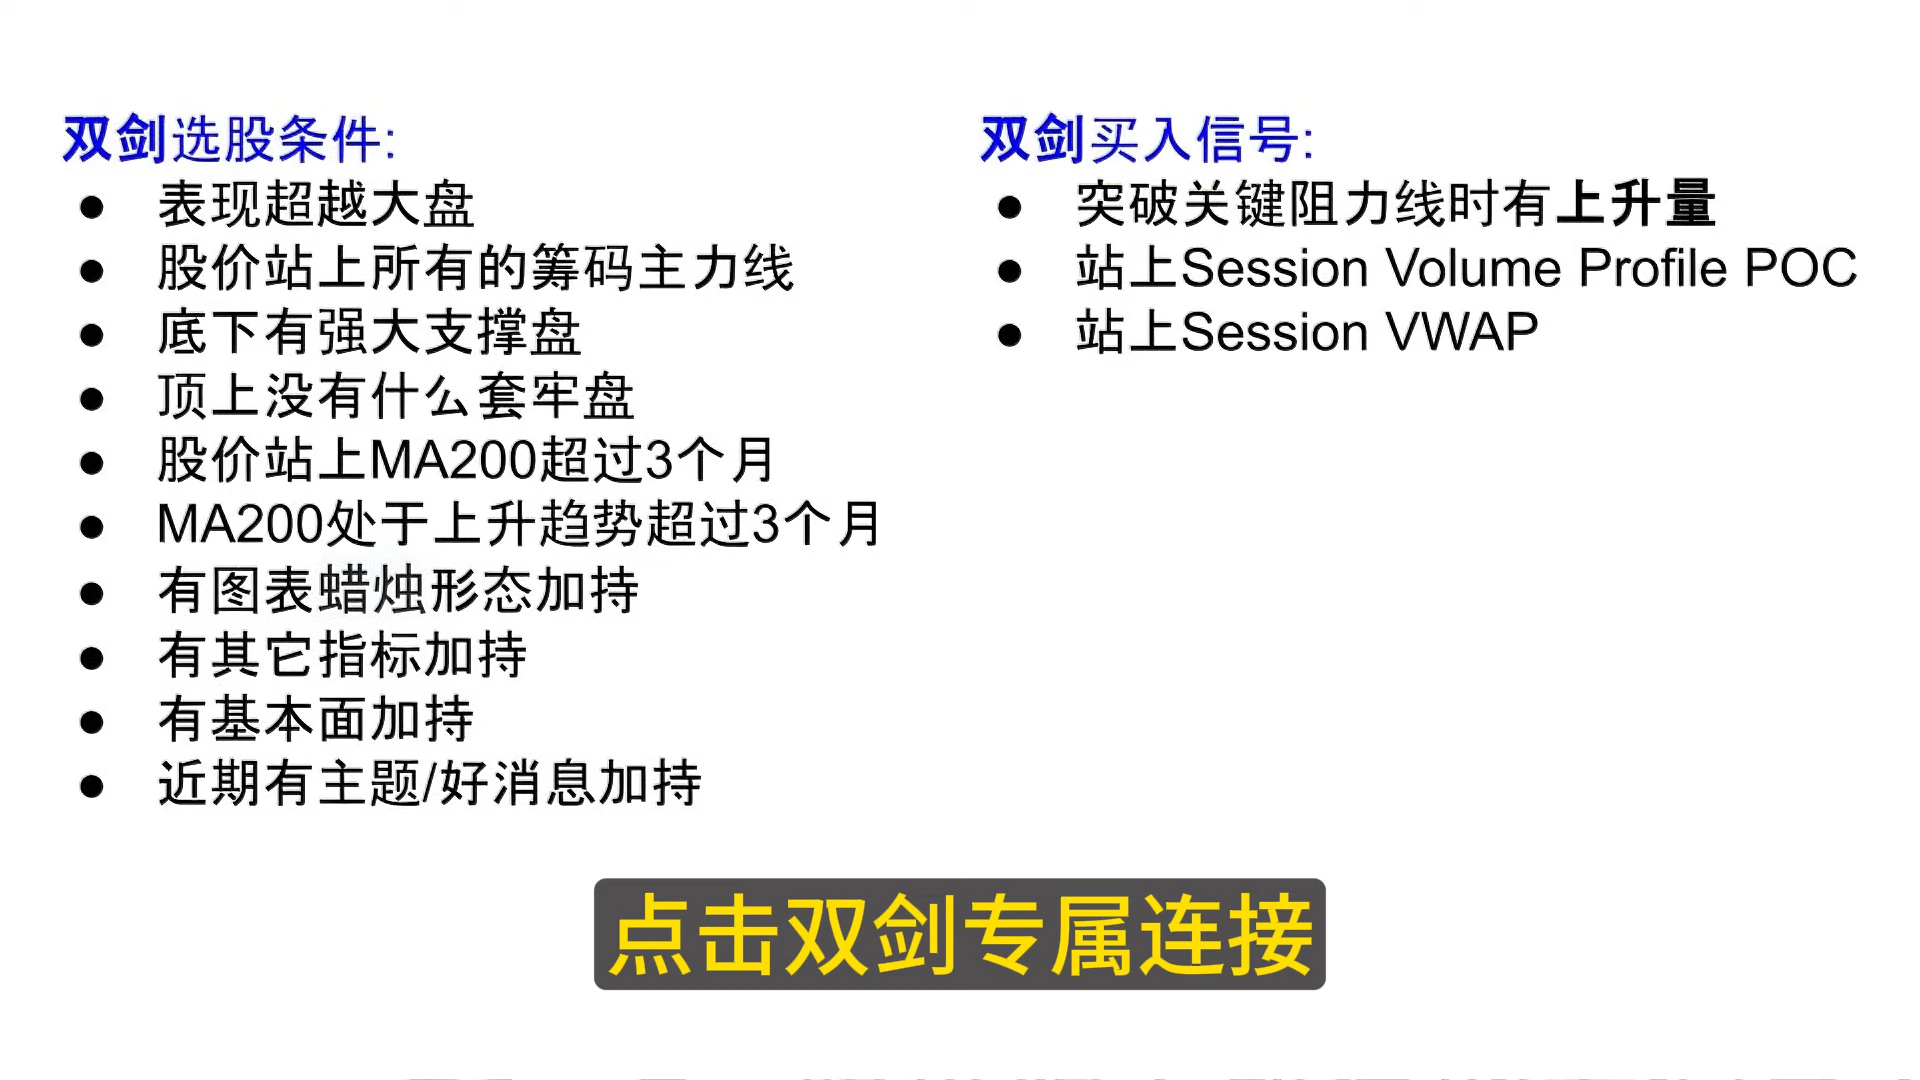 双剑选股条件:
● 表现超越大盘
● 股价站上所有的筹码主力线
● 底下有强大支撑盘
● 顶上没有什么套牢盘
● 股价站上MA200超过3个月
● MA200处于上升趋势超过3个月
● 有图表蜡烛形态加持
● 有其它指标加持
● 有基本面加持
● 近期有主题/好消息加持
双剑买入信号:
● 突破关键阻力线时有上升量
● 站上Session Volume Profile POC
● 站上Session VWAP
点击双剑专属连接